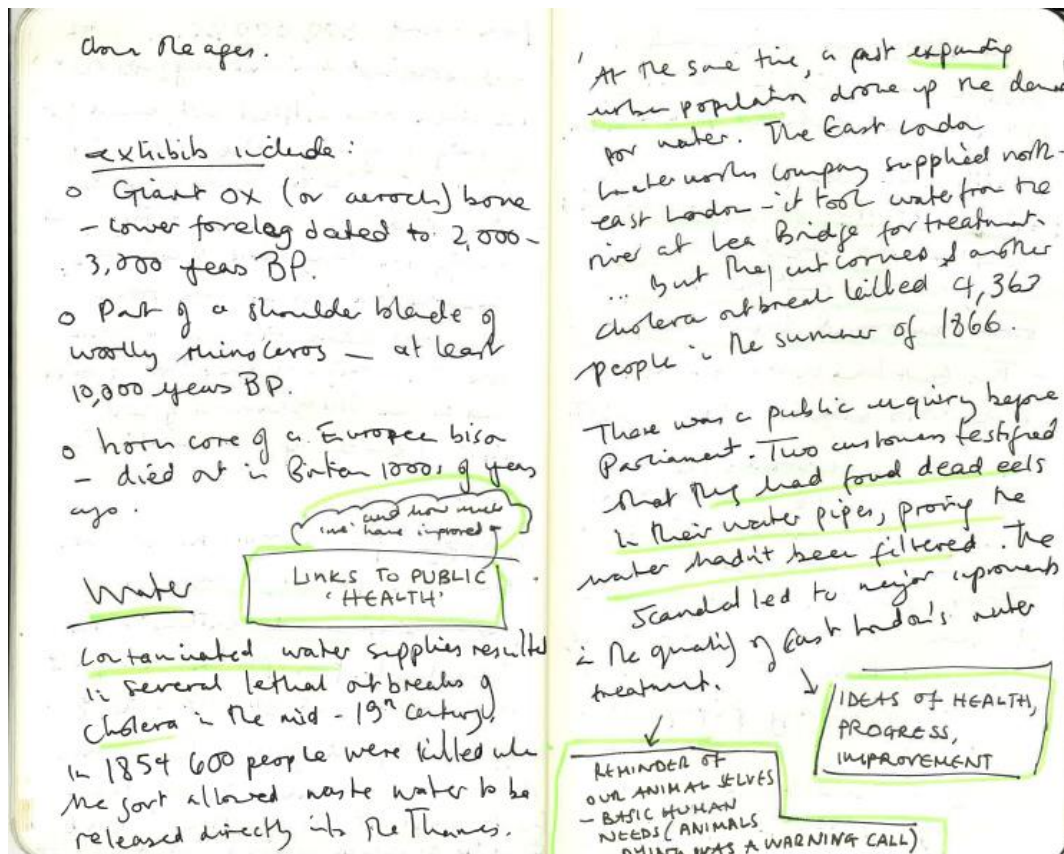 down the ages.
exhibits include:
o Giant ox (or auroch) bone
- lower foreleg dated to 2,000 -
3,000 years BP.
o Part of a shoulder blade of
woolly rhinoceros - at least
10,000 years BP.
o horn core of a European bison
- died out in Britain 1000s of years
ago.
and how much
'we' have improved
LINKS TO PUBLIC
'HEALTH'
Water
Contaminated water supplies resulted
in several lethal outbreaks of
cholera in the mid-19th century.
In 1854 600 people were killed when
the govt allowed waste water to be
released directly into the Thames.
'At the same time, a fast expanding
urban population drove up the demand
for water. The East London
waterworks company supplied north-
east London - it took water from the
river at Lea Bridge for treatment
... But they cut corners & another
cholera outbreak killed 4,363
people in the summer of 1866.
There was a public enquiry before
Parliament. Two customers testified
that they had found dead eels
in their water pipes, proving the
water hadn't been filtered. The
scandal led to major improvements
in the quality of East London's water
treatment.
IDEAS OF HEALTH,
PROGRESS,
IMPROVEMENT
REMINDER OF
OUR ANIMAL SELVES
- BASIC HUMAN
NEEDS (ANIMALS
DYING WAS A WARNING CALL)